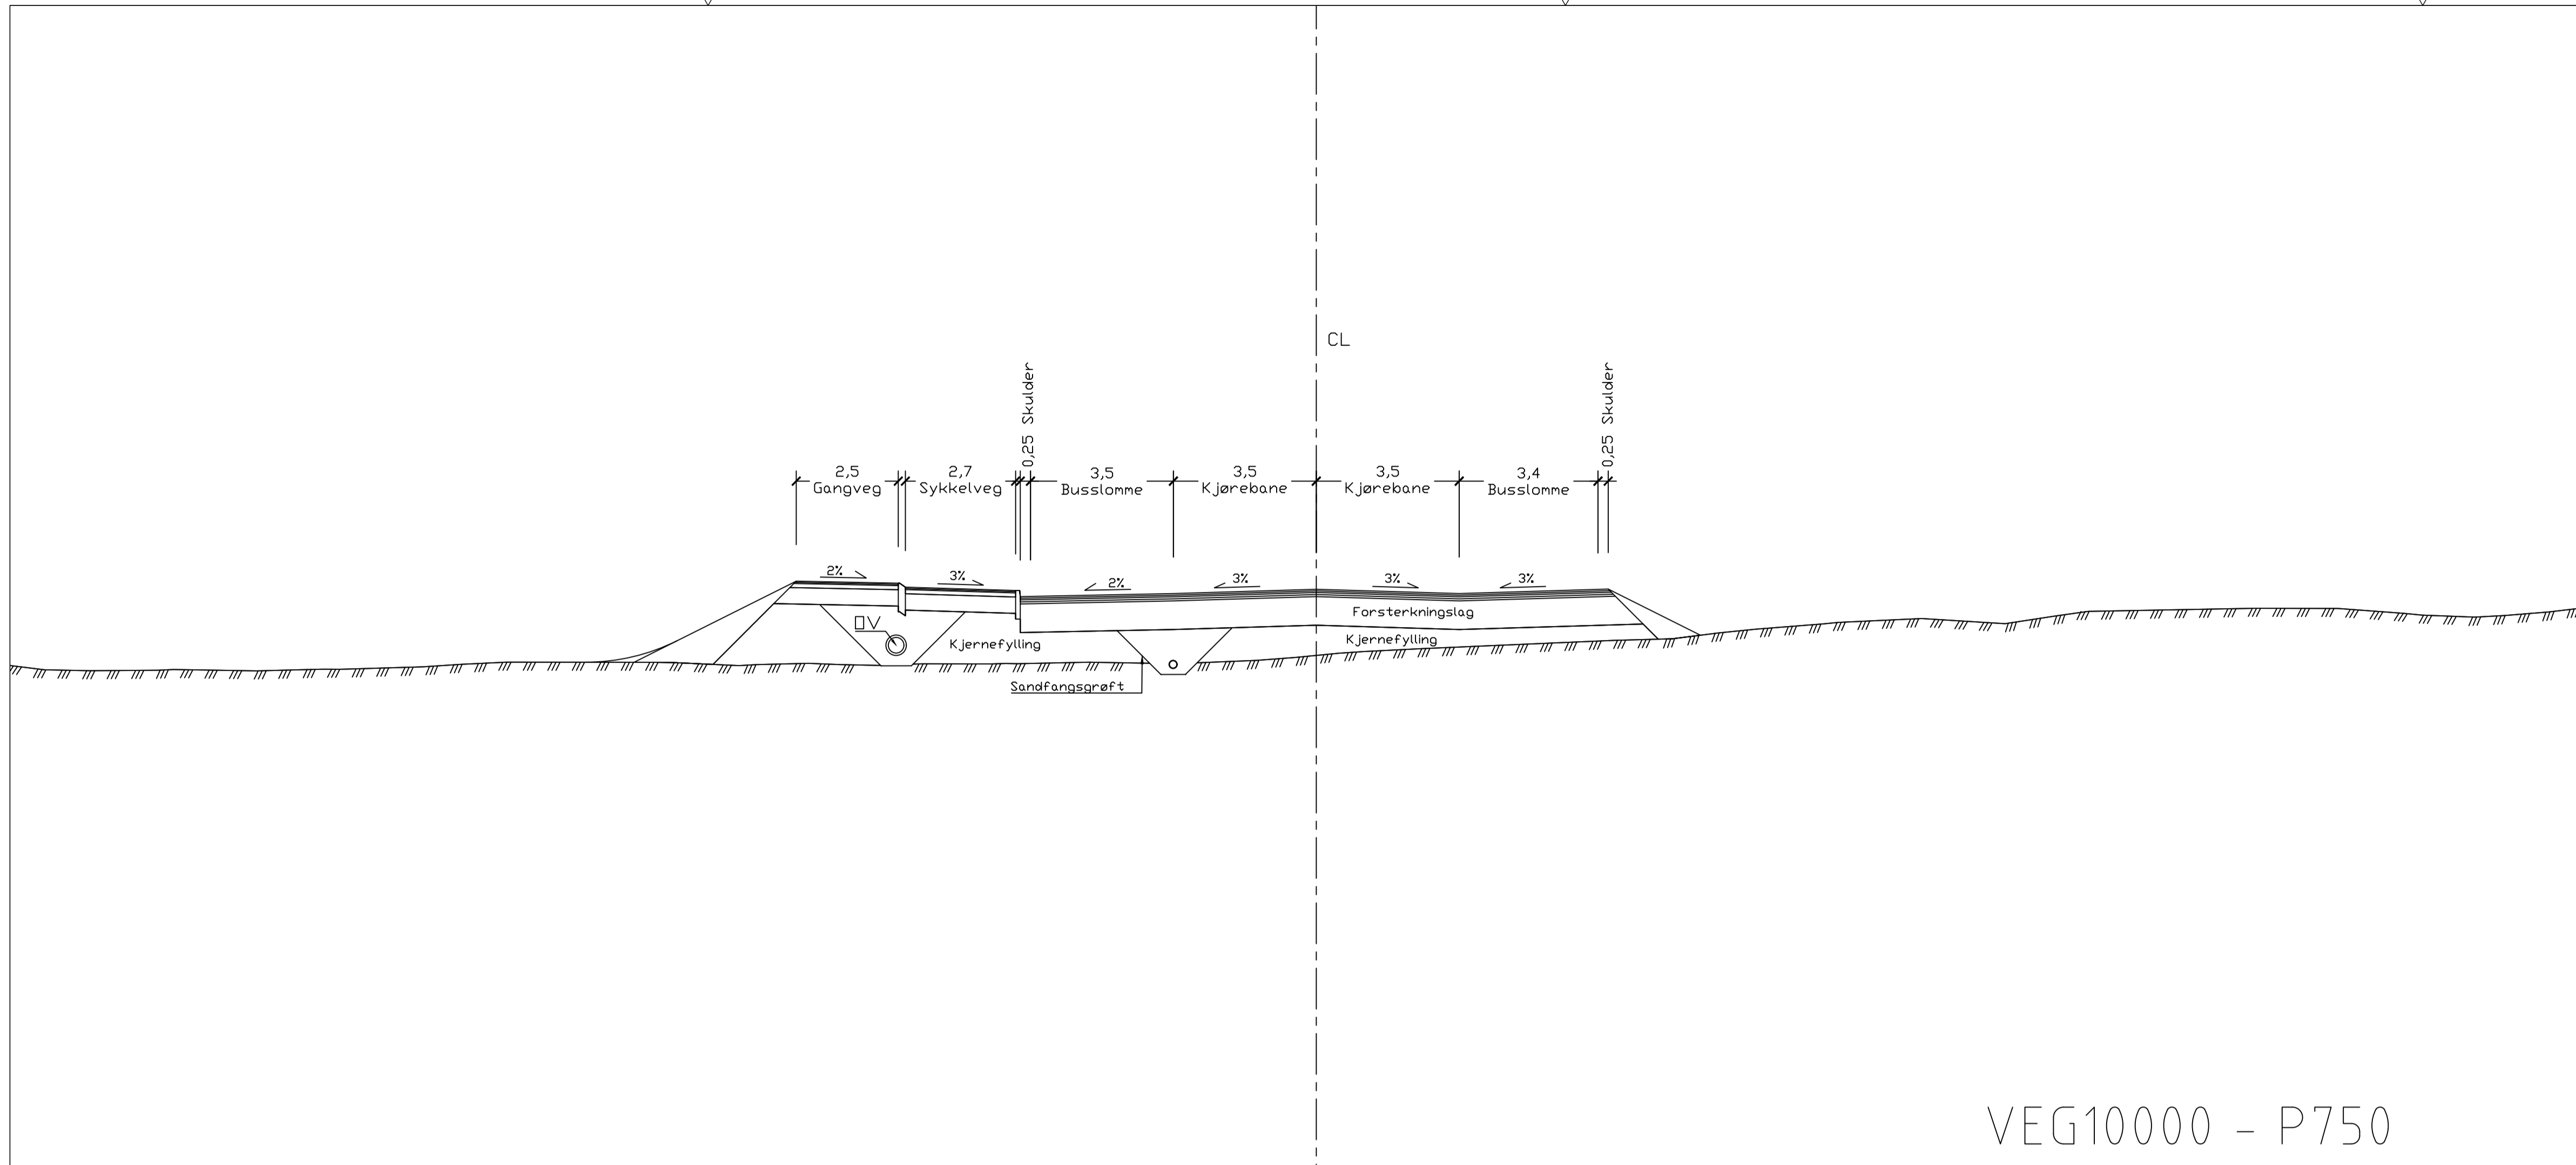 CL
0,25 Skulder
0,25 Skulder
2,5
Gangveg
2,7
Sykkelveg
3,5
Busslomme
3,5
Kjørebane
3,5
Kjørebane
3,4
Busslomme
2%
3%
2%
3%
3%
3%
OV
Forsterkningslag
Kjernefylling
Kjernefylling
Sandfangsgrøft
VEG10000 - P750